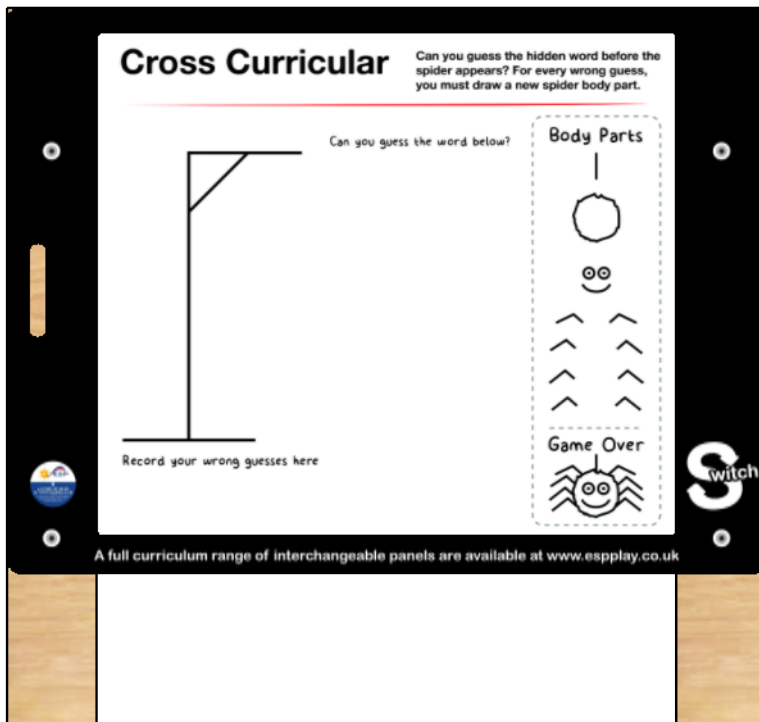 Cross Curricular
Can you guess the hidden word before the
spider appears? For every wrong guess,
you must draw a new spider body part.
Can you guess the word below?
Body Parts
Game Over
Record your wrong guesses here
Switch
A full curriculum range of interchangeable panels are available at www.espplay.co.uk